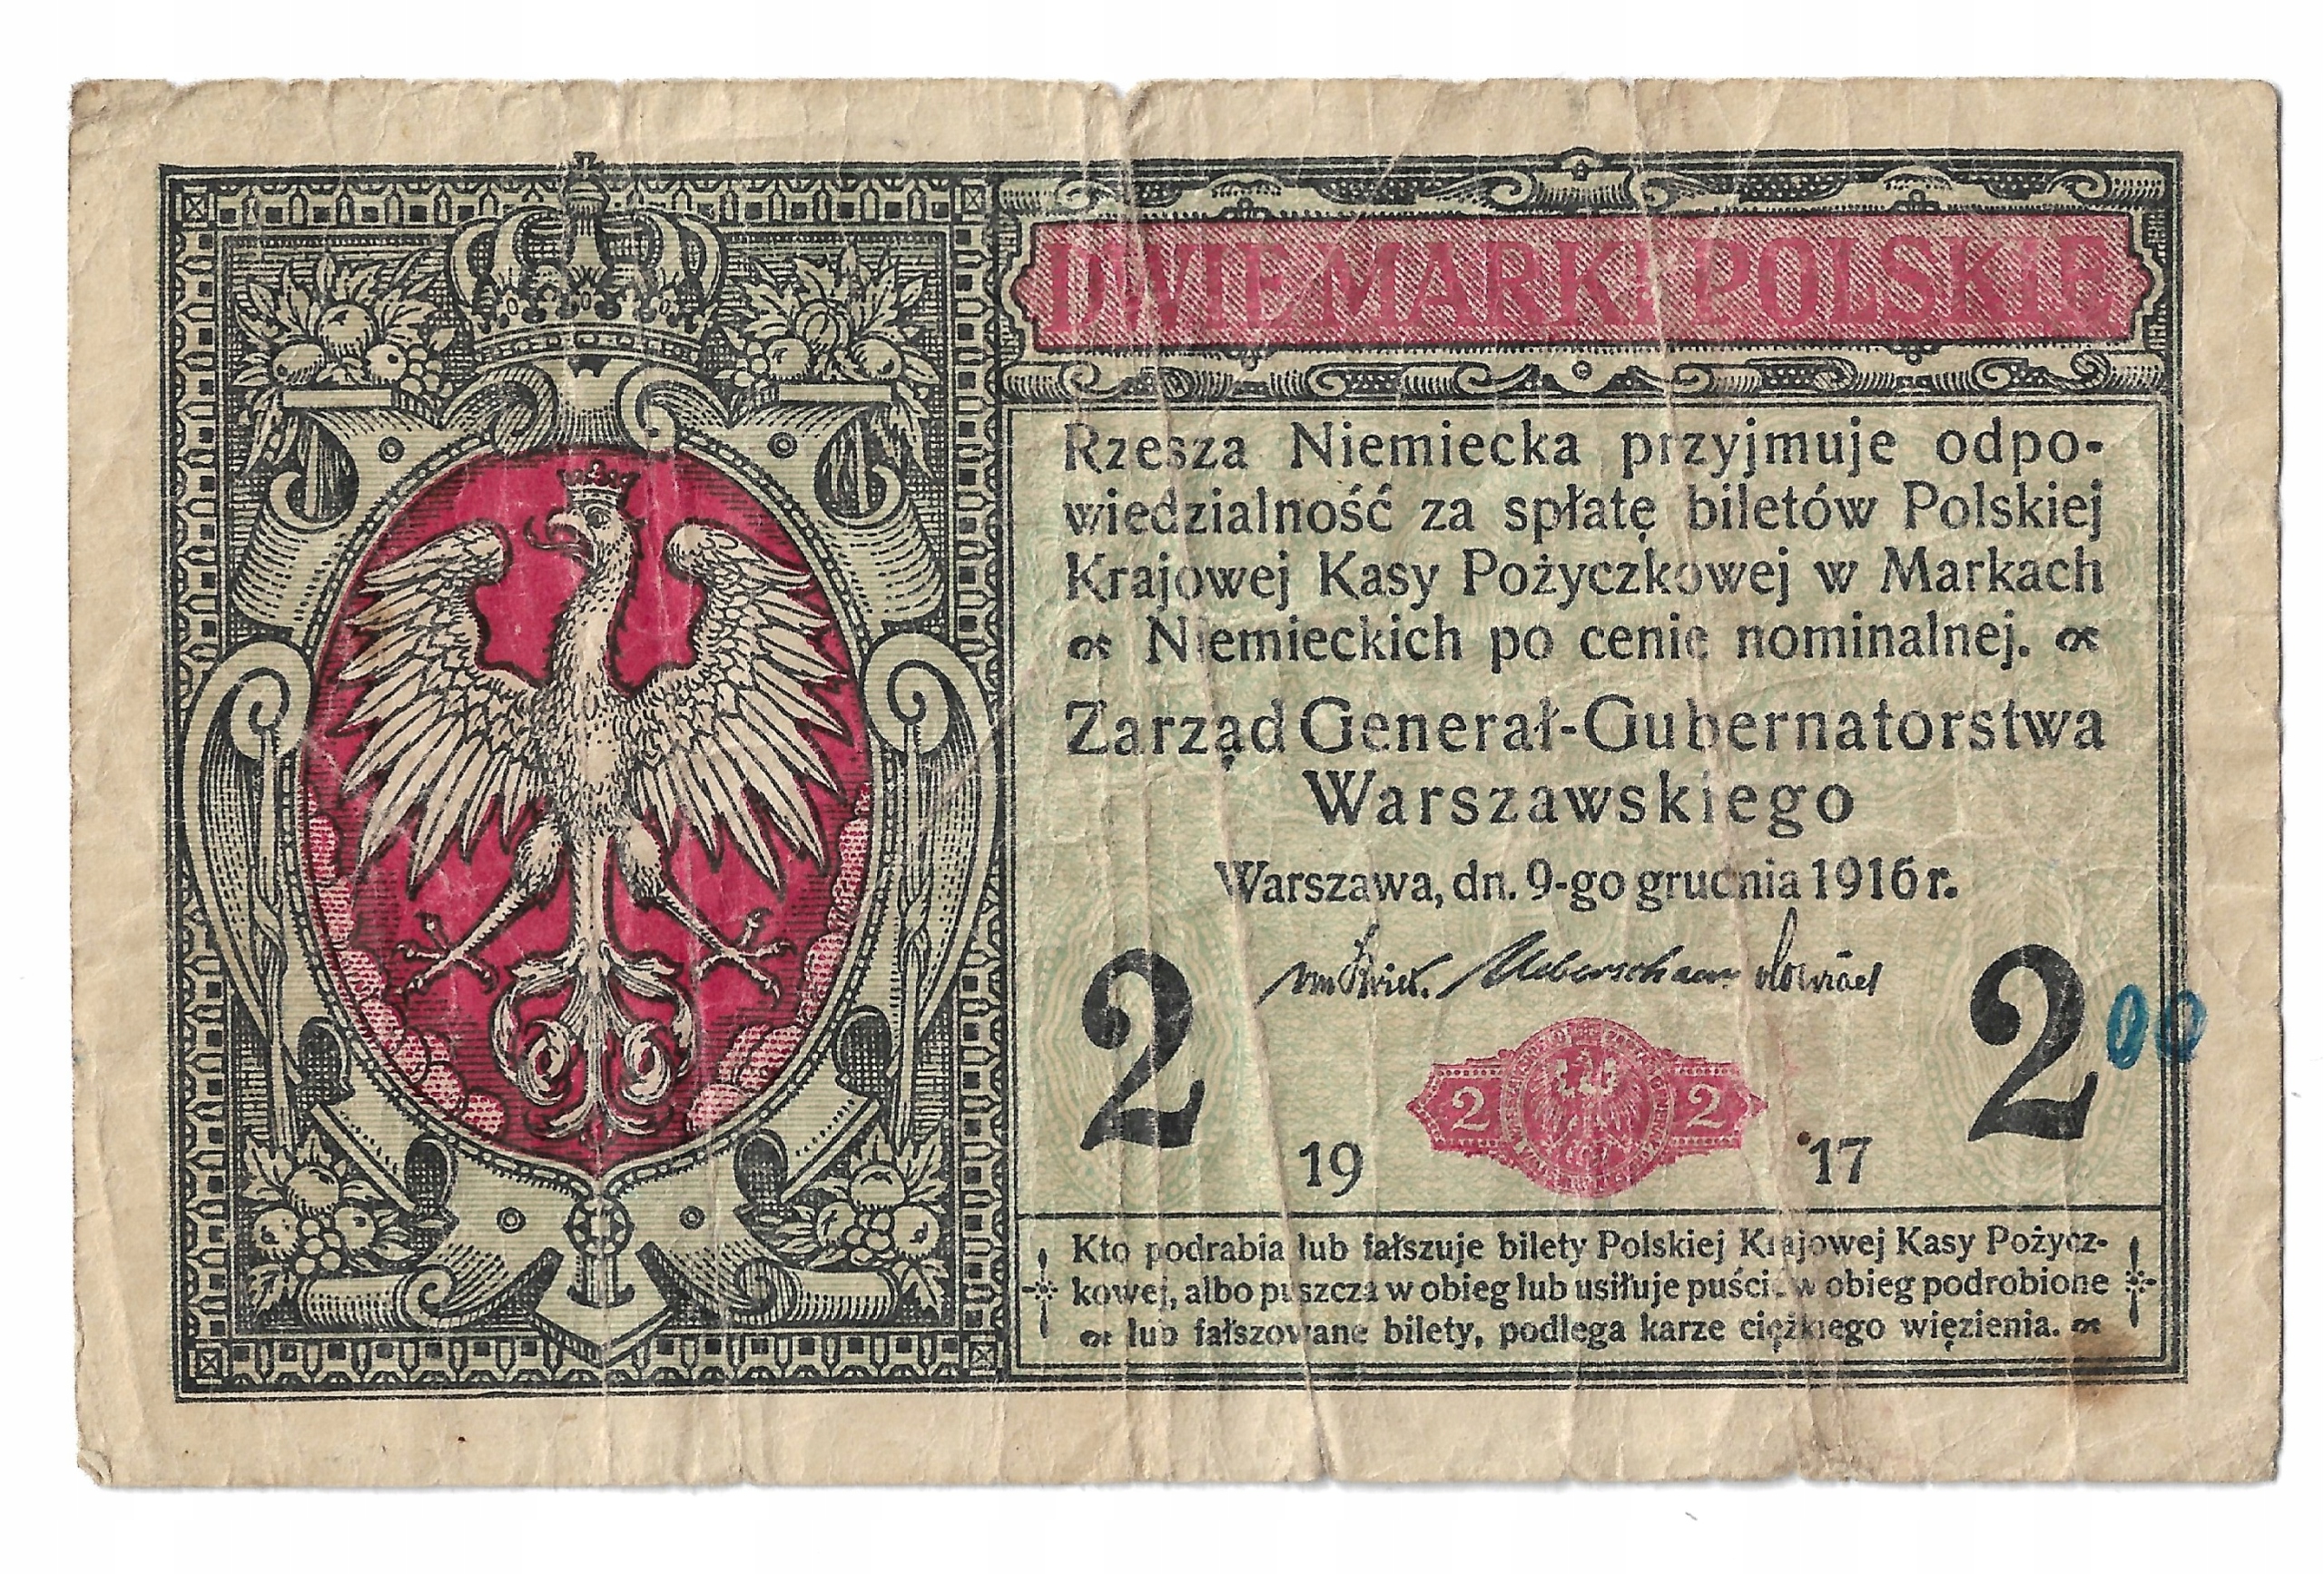 DWIE MARKI POLSKIE
Rzesza Niemiecka przyjmuje odpo-
wiedzialność za spłatę biletów Polskiej
Krajowej Kasy Pożyczkowej w Markach
Niemieckich po cenie nominalnej.
Zarząd Generał-Gubernatorstwa
Warszawskiego
Warszawa, dn. 9-go grudnia 1916 r.
2 2 00
2 2
19 17
Kto podrabia lub fałszuje bilety Polskiej Krajowej Kasy Pożycz-
kowej, albo puszcza w obieg lub usiłuje puścić w obieg podrobione
lub fałszowane bilety, podlega karze ciężkiego więzienia.